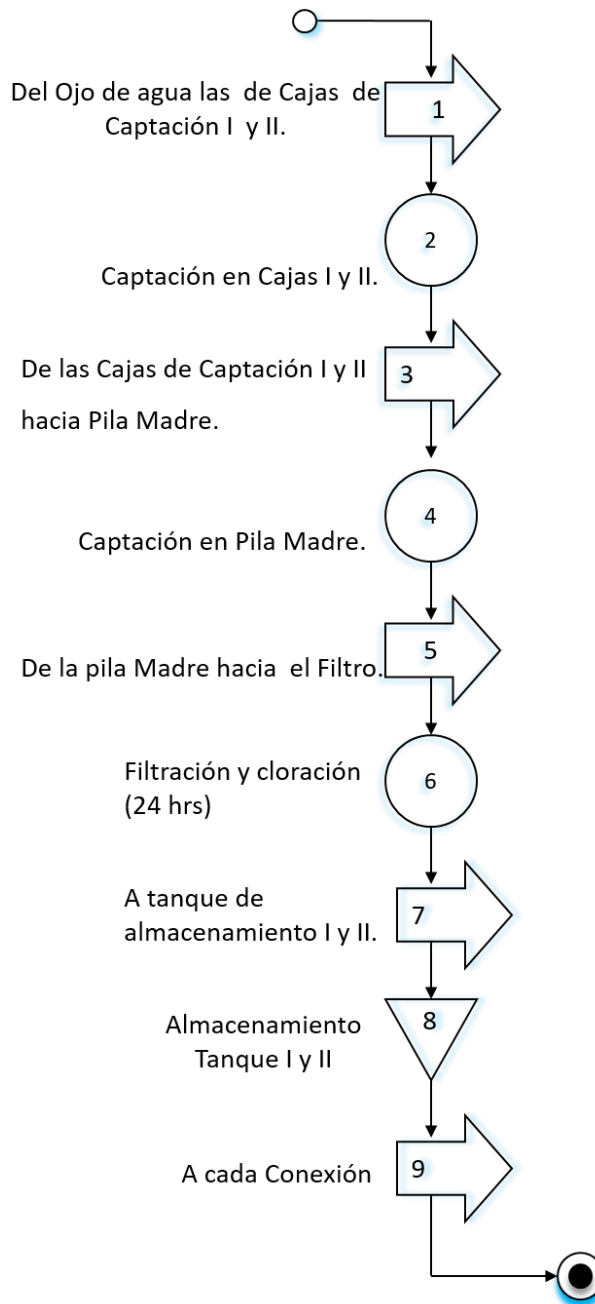 Del Ojo de agua las de Cajas de
Captación I y II.
1
2
Captación en Cajas I y II.
De las Cajas de Captación I y II
hacia Pila Madre.
3
4
Captación en Pila Madre.
5
De la pila Madre hacia el Filtro.
Filtración y cloración
(24 hrs)
6
A tanque de
almacenamiento I y II.
7
8
Almacenamiento
Tanque I y II
A cada Conexión
9